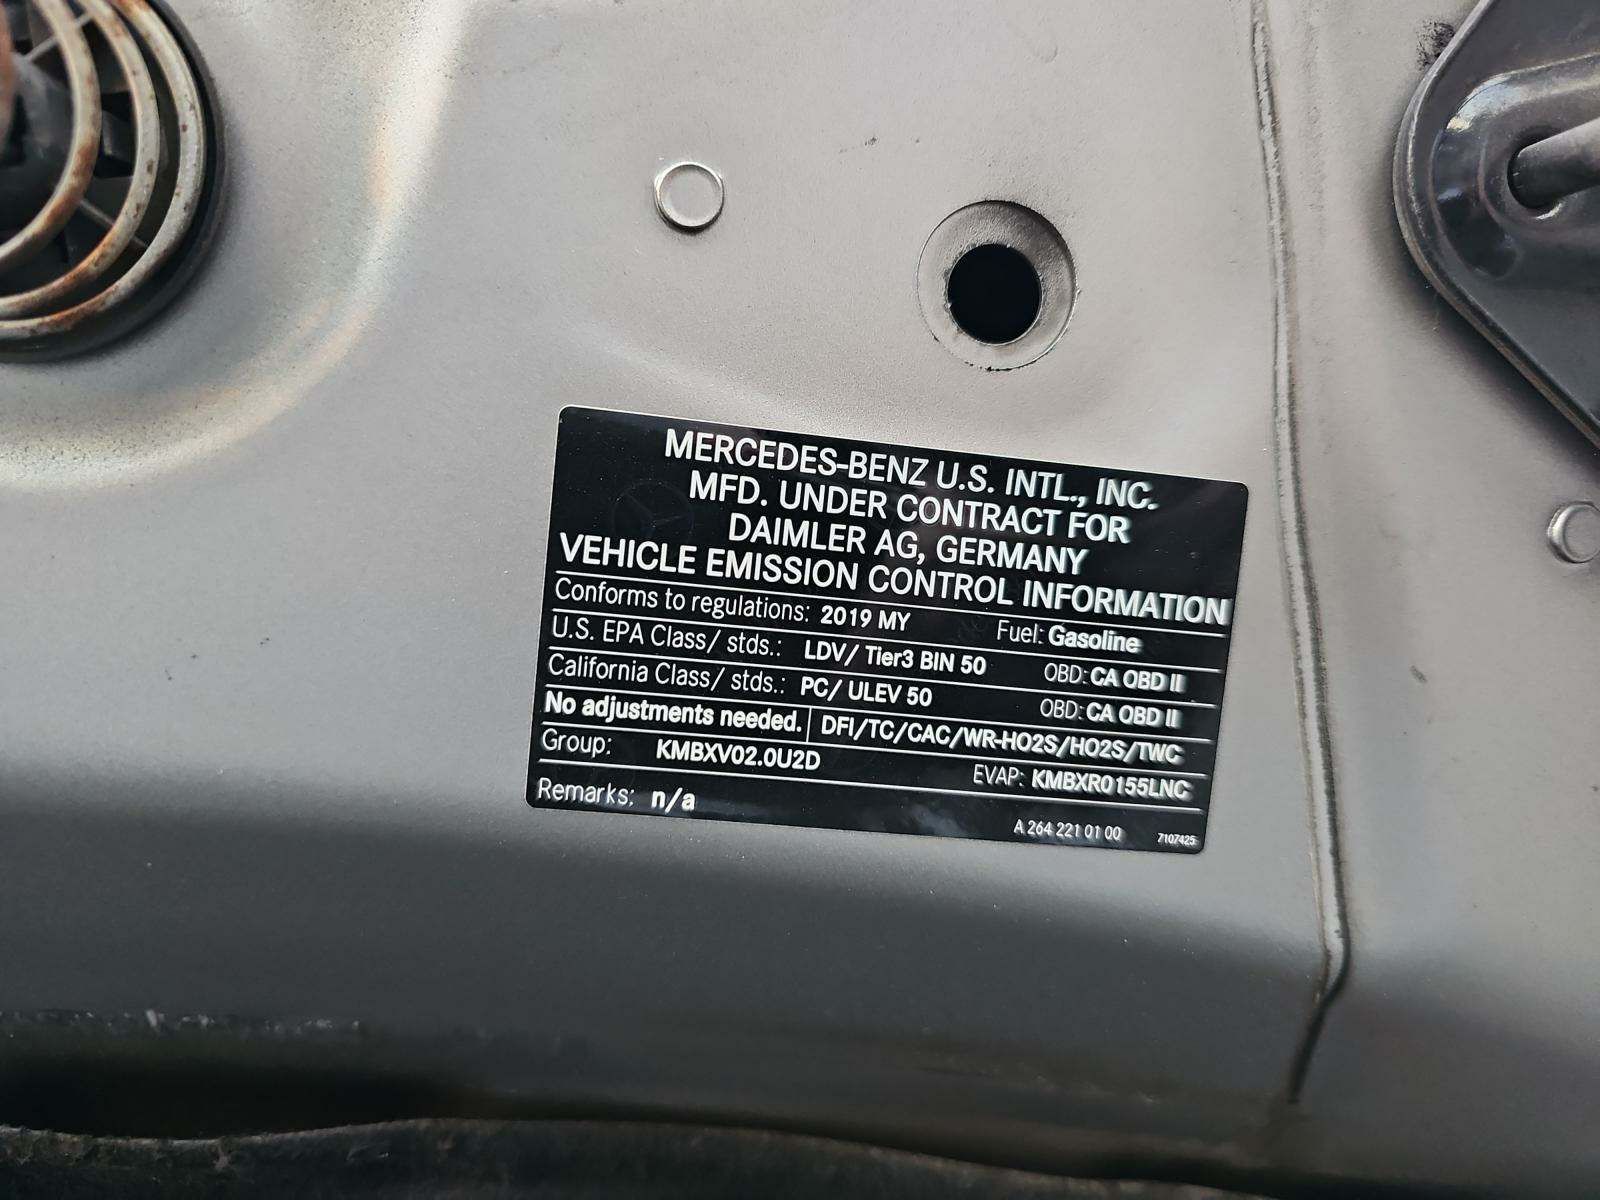 MERCEDES-BENZ U.S. INTL., INC.
MFD. UNDER CONTRACT FOR
DAIMLER AG, GERMANY
VEHICLE EMISSION CONTROL INFORMATION
Conforms to regulations: 2019 MY Fuel: Gasoline
U.S. EPA Class/ stds.: LDV/ Tier3 BIN 50 OBD: CA OBD II
California Class/ stds.: PC/ ULEV 50 OBD: CA OBD II
No adjustments needed. DFI/TC/CAC/WR-HO2S/HO2S/TWC
Group: KMBXV02.0U2D EVAP: KMBXR0155LNC
Remarks: n/a
A 264 221 01 00 7107425